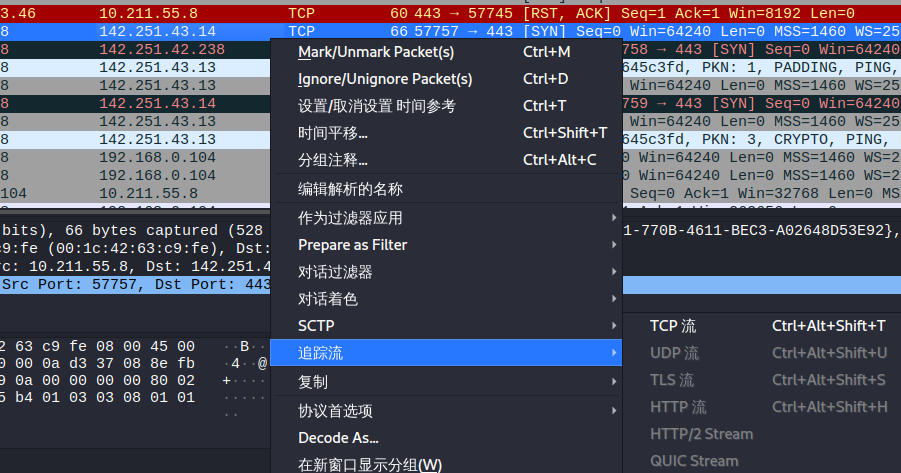 3.46 10.211.55.8 TCP 60 443 → 57745 [RST, ACK] Seq=1 Ack=1 Win=8192 Len=0
8 142.251.43.14 TCP 66 57757 → 443 [SYN] Seq=0 Win=64240 Len=0 MSS=1460 WS=25
8 142.251.42.238 758 → 443 [SYN] Seq=0 Win=64240
8 142.251.43.13 645c3fd, PKN: 1, PADDING, PING,
8 142.251.43.13 Win=64240 Len=0 MSS=1460 WS=25
8 142.251.43.14 759 → 443 [SYN] Seq=0 Win=64240
8 142.251.43.13 Win=64240 Len=0 MSS=1460 WS=25
8 142.251.43.13 645c3fd, PKN: 3, CRYPTO, PING,
8 192.168.0.104 0 Win=64240 Len=0 MSS=1460 WS=2
8 192.168.0.104 0 Win=64240 Len=0 MSS=1460 WS=2
104 10.211.55.8 Seq=0 Ack=1 Win=32768 Len=0 MS
Mark/Unmark Packet(s) Ctrl+M
Ignore/Unignore Packet(s) Ctrl+D
设置/取消设置 时间参考 Ctrl+T
时间平移... Ctrl+Shift+T
分组注释... Ctrl+Alt+C
编辑解析的名称
作为过滤器应用
Prepare as Filter
对话过滤器
对话着色
SCTP
追踪流
复制
协议首选项
Decode As...
在新窗口显示分组(W)
TCP 流 Ctrl+Alt+Shift+T
UDP 流 Ctrl+Alt+Shift+U
TLS 流 Ctrl+Alt+Shift+S
HTTP 流 Ctrl+Alt+Shift+H
HTTP/2 Stream
QUIC Stream
bits), 66 bytes captured (528 1-770B-4611-BEC3-A02648D53E92},
c9:fe (00:1c:42:63:c9:fe), Dst:
rc: 10.211.55.8, Dst: 142.251.4
Src Port: 57757, Dst Port: 443
2 63 c9 fe 08 00 45 00 ··B··
0 00 0a d3 37 08 8e fb ·4··@
9 0a 00 00 00 00 80 02 +····
5 b4 01 03 03 08 01 01 ·····
··